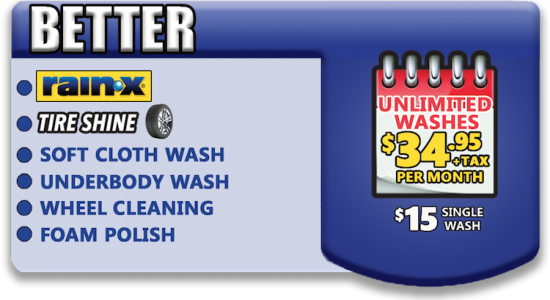 BETTER
rain-x
TIRE SHINE
SOFT CLOTH WASH
UNDERBODY WASH
WHEEL CLEANING
FOAM POLISH
UNLIMITED
WASHES
$34.95
+TAX
PER MONTH
$15 SINGLE
WASH